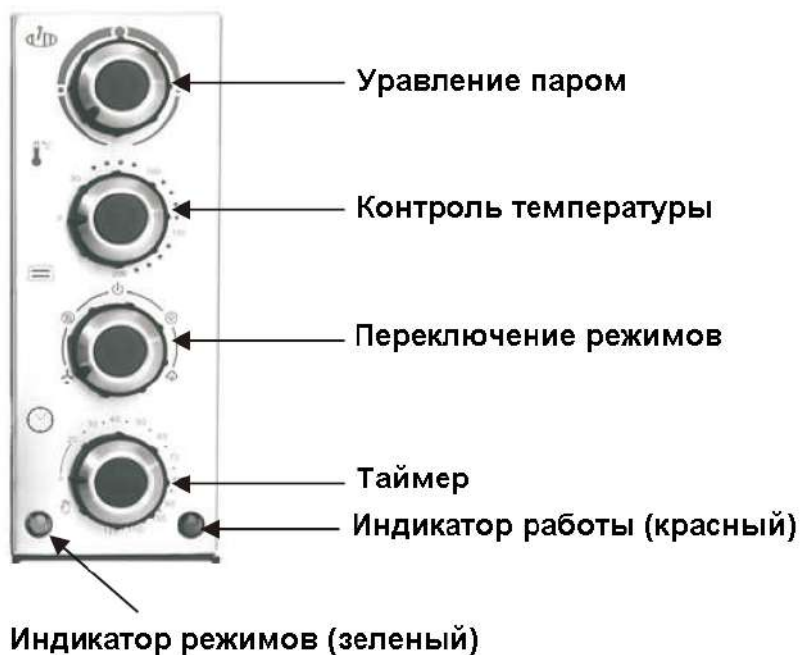 Уравление паром
Контроль температуры
Переключение режимов
Таймер
Индикатор работы (красный)
Индикатор режимов (зеленый)